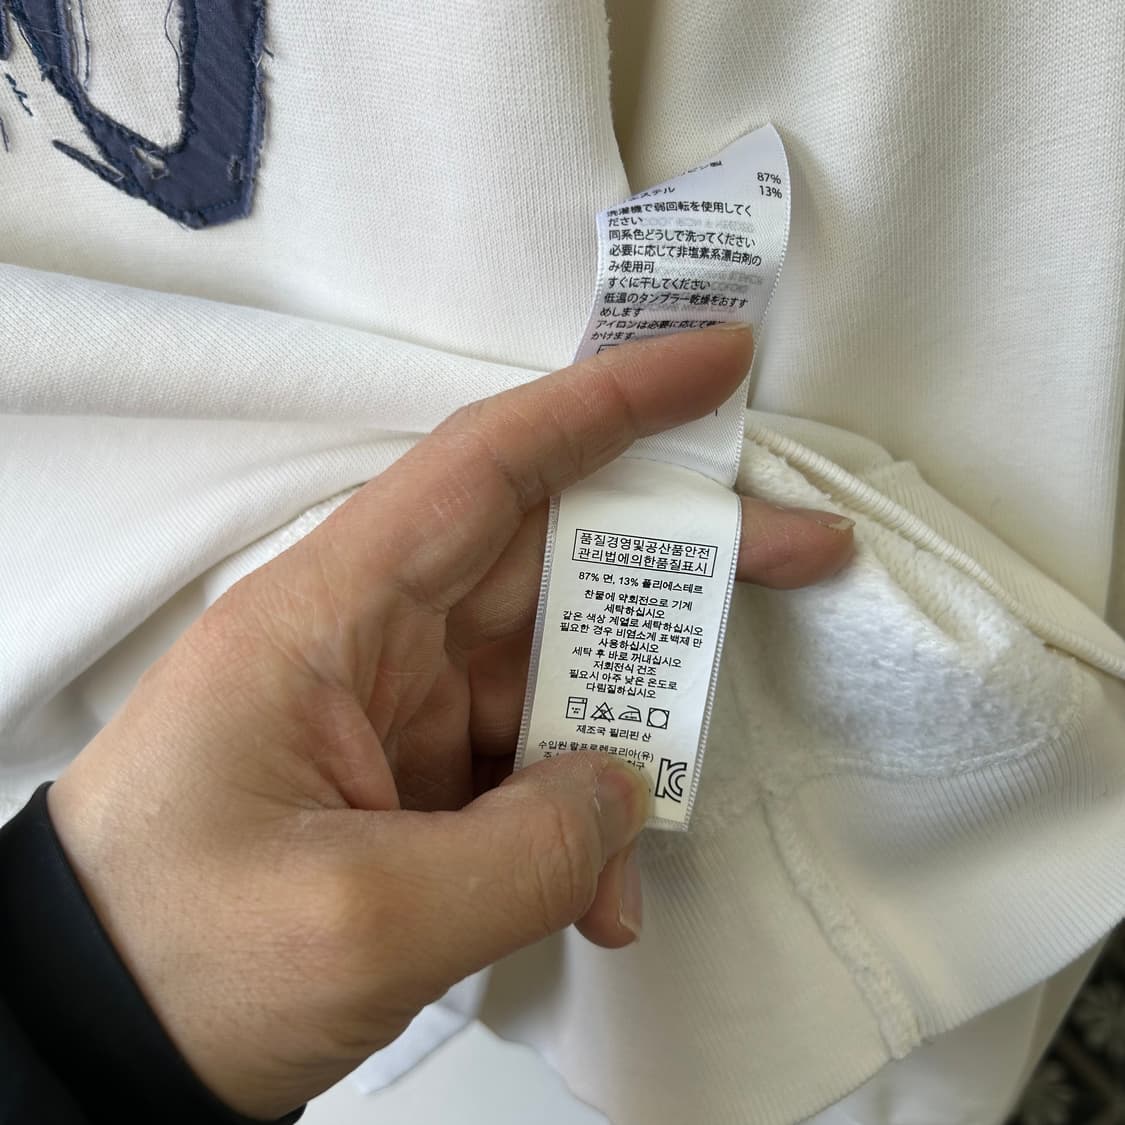 87%
ステル 13%
洗濯機で弱回転を使用してく
ださい
同系色どうしで洗ってください
必要に応じて非塩素系漂白剤の
み使用可
すぐに干してください
低温のタンブラー乾燥をおすす
めします
アイロンは必要に応じて
かけます
품질경영및공산품안전
관리법에의한품질표시
87% 면, 13% 폴리에스테르
찬물에 약회전으로 기계
세탁하십시오
같은 색상 계열로 세탁하십시오
필요한 경우 비염소계 표백제 만
사용하십시오
세탁 후 바로 꺼내십시오
저회전식 건조
필요시 아주 낮은 온도로
다림질하십시오
제조국 필리핀 산
수입원 랄프로렌코리아(유)